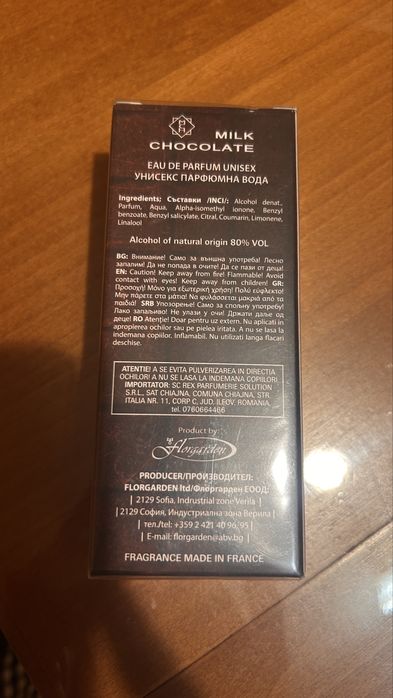 MILK
CHOCOLATE
EAU DE PARFUM UNISEX
УНИСЕКС ПАРФЮМНА ВОДА
Ingredients; Съставки /INCI/: Alcohol denat.,
Parfum, Aqua, Alpha-isomethyl ionone, Benzyl
benzoate, Benzyl salicylate, Citral, Coumarin, Limonene,
Linalool
Alcohol of natural origin 80% VOL
BG: Внимание! Само за външна употреба! Лесно
запалим! Да не попада в очите! Да се пази от деца!
EN: Caution! Keep away from fire! Flammable! Avoid
contact with eyes! Keep away from children! GR:
Προσοχή! Μόνο για εξωτερική χρήση! Πολύ εύφλεκτο!
Μην πάρετε στα μάτια! Να φυλάσσεται μακριά από τα
παιδιά! SRB Упозорење! Само за спољну употребу!
Лако запаљиво! Не улази у очи! Држати даље од
деце! RO Atenție! Doar pentru uz extern. Nu aplicati in
apropierea ochilor sau pe pielea iritata. A nu se lasa la
indemana copiilor. Inflamabil. Nu utilizati langa flacari
deschise.
ATENTIE! A SE EVITA PULVERIZAREA IN DIRECTIA
OCHILOR! A NU SE LASA LA INDEMANA COPIILOR!
IMPORTATOR: SC REX PARFUMERIE SOLUTION
S.R.L., SAT CHIAJNA, COMUNA CHIAJNA, STR.
ITALIA NR. 11, CORP C, JUD. ILFOV, ROMANIA,
tel. 0760664466
Product by:
Florgarden
PRODUCER/ПРОИЗВОДИТЕЛ:
FLORGARDEN ltd/Флоргарден ЕООД:
| 2129 Sofia, Indrustrial zone Verila |
| 2129 София, Индустриална зона Верила |
| тел./tel: +359 2 421 40 96/95 |
| E-mail: florgarden@abv.bg |
FRAGRANCE MADE IN FRANCE